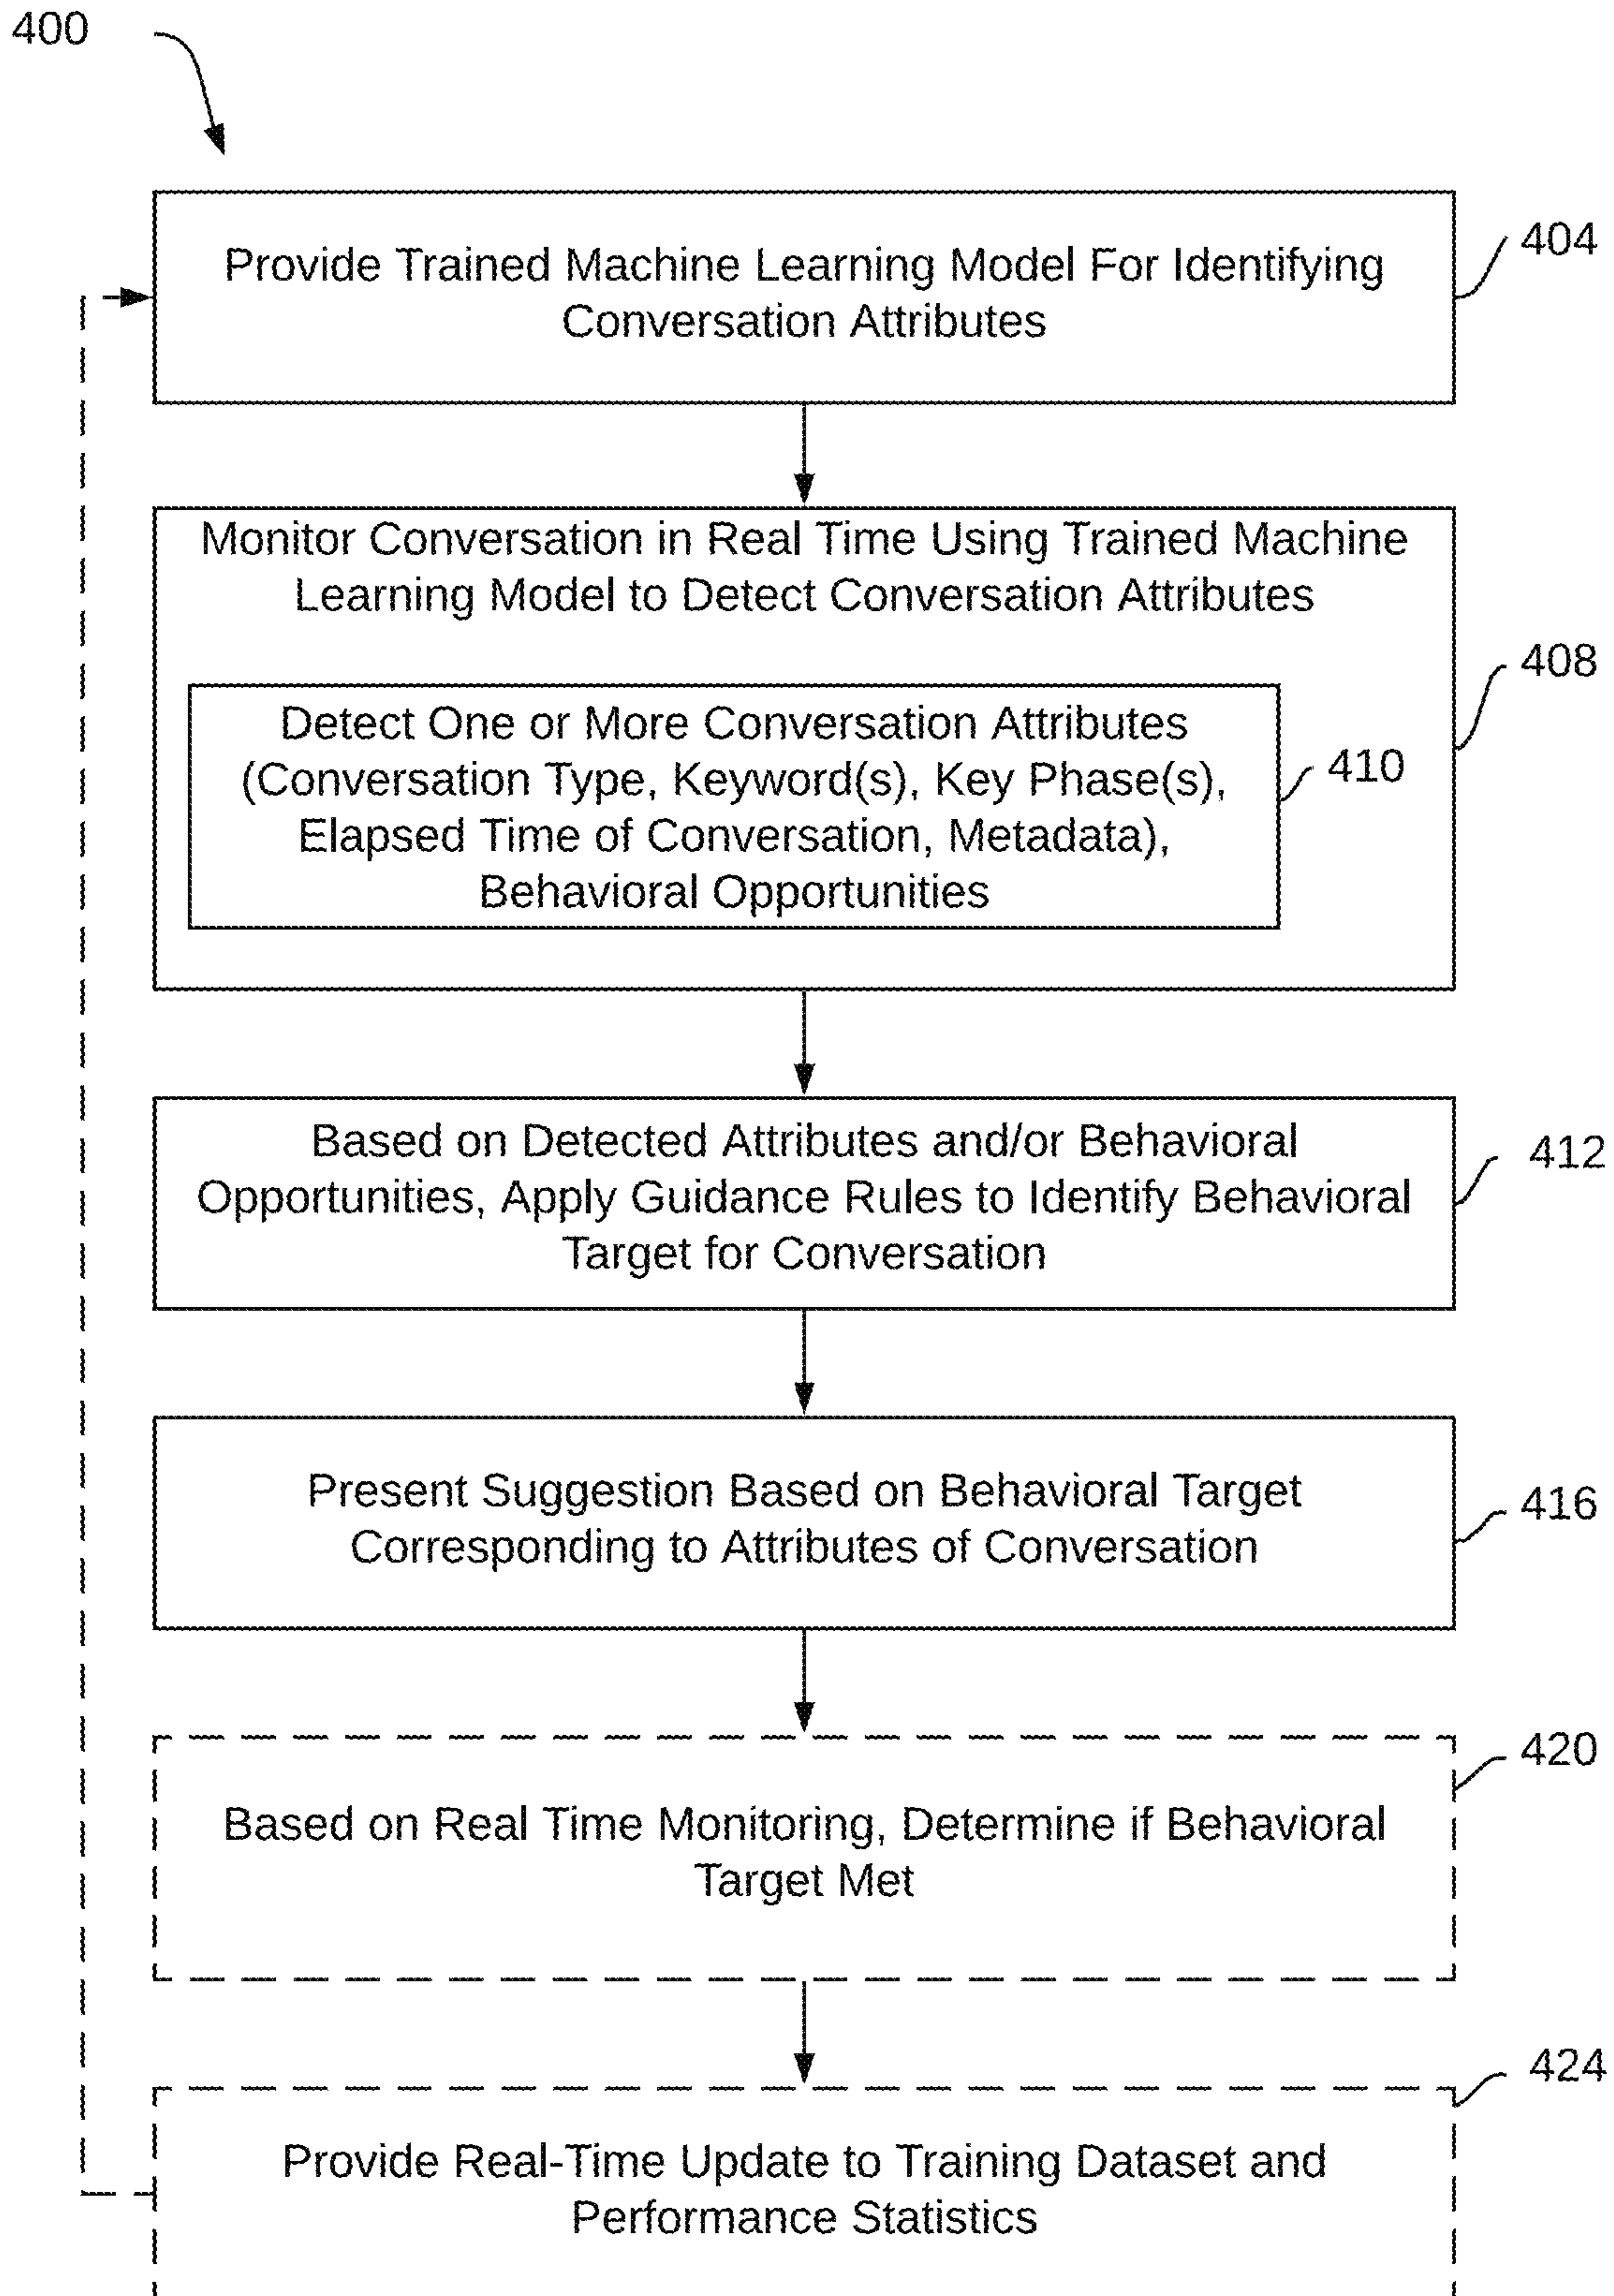 400
Provide Trained Machine Learning Model For Identifying
Conversation Attributes
404
Monitor Conversation in Real Time Using Trained Machine
Learning Model to Detect Conversation Attributes
408
Detect One or More Conversation Attributes
(Conversation Type, Keyword(s), Key Phase(s),
Elapsed Time of Conversation, Metadata),
Behavioral Opportunities
410
Based on Detected Attributes and/or Behavioral
Opportunities, Apply Guidance Rules to Identify Behavioral
Target for Conversation
412
Present Suggestion Based on Behavioral Target
Corresponding to Attributes of Conversation
416
Based on Real Time Monitoring, Determine if Behavioral
Target Met
420
Provide Real-Time Update to Training Dataset and
Performance Statistics
424